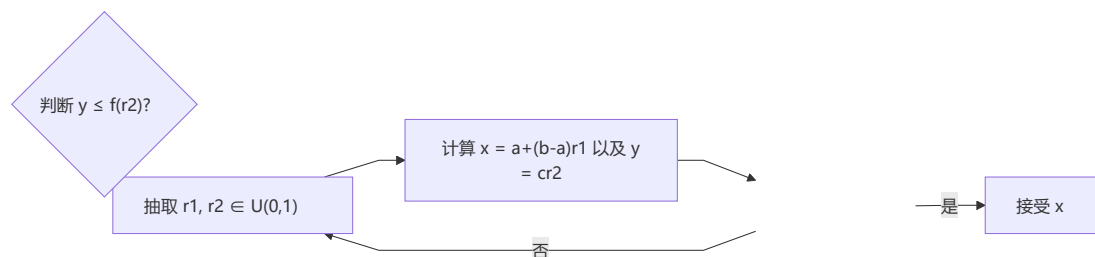 判断 y ≤ f(r2)?
抽取 r1, r2 ∈ U(0,1)
计算 x = a+(b-a)r1 以及 y
= cr2
否
是
接受 x